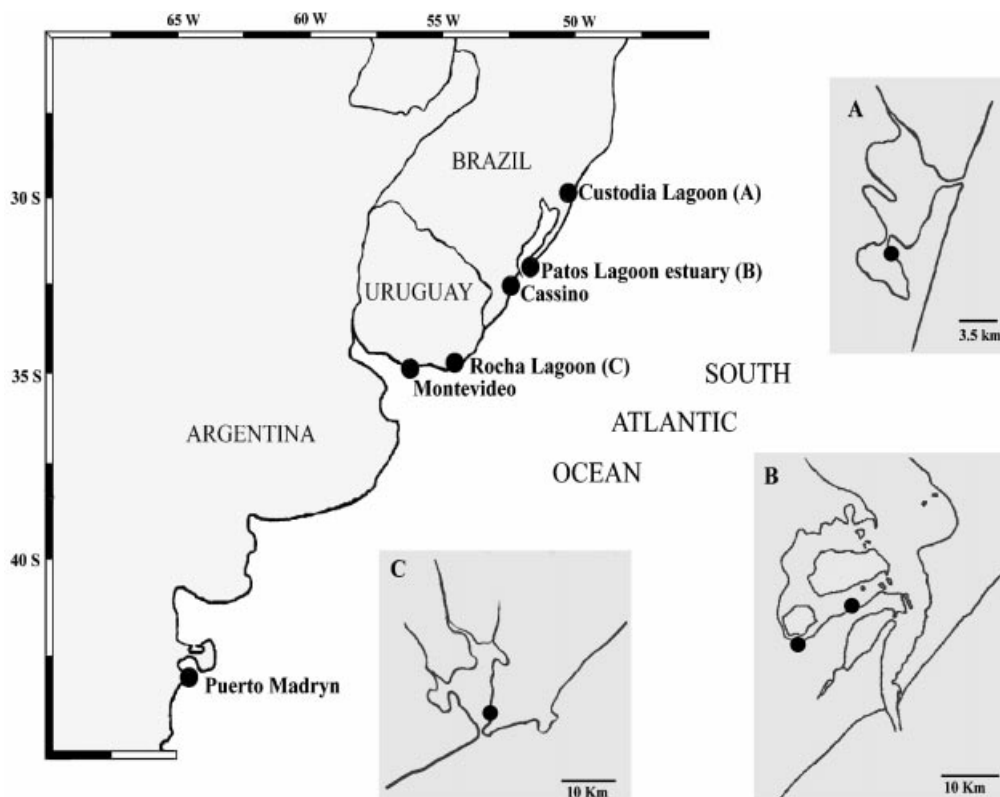 65 W
60 W
55 W
50 W
A
BRAZIL
30 S
Custodia Lagoon (A)
Patos Lagoon estuary (B)
Cassino
URUGUAY
3.5 km
Rocha Lagoon (C)
Montevideo
35 S
SOUTH
ATLANTIC
OCEAN
ARGENTINA
B
40 S
C
Puerto Madryn
10 Km
10 Km